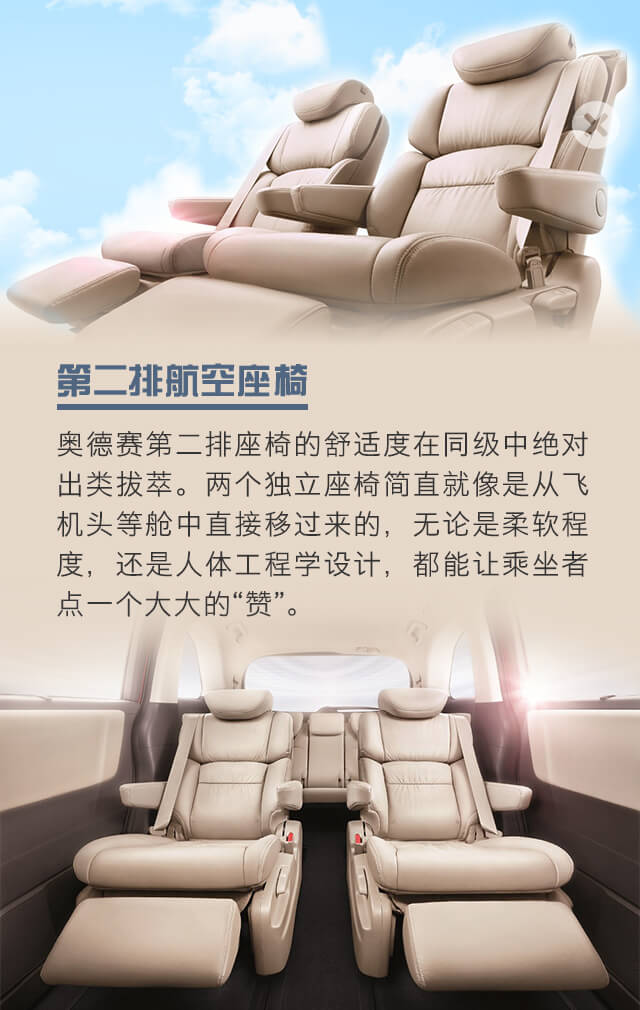 第二排航空座椅
奥德赛第二排座椅的舒适度在同级中绝对
出类拔萃。两个独立座椅简直就像是从飞
机头等舱中直接移过来的，无论是柔软程
度，还是人体工程学设计，都能让乘坐者
点一个大大的“赞”。